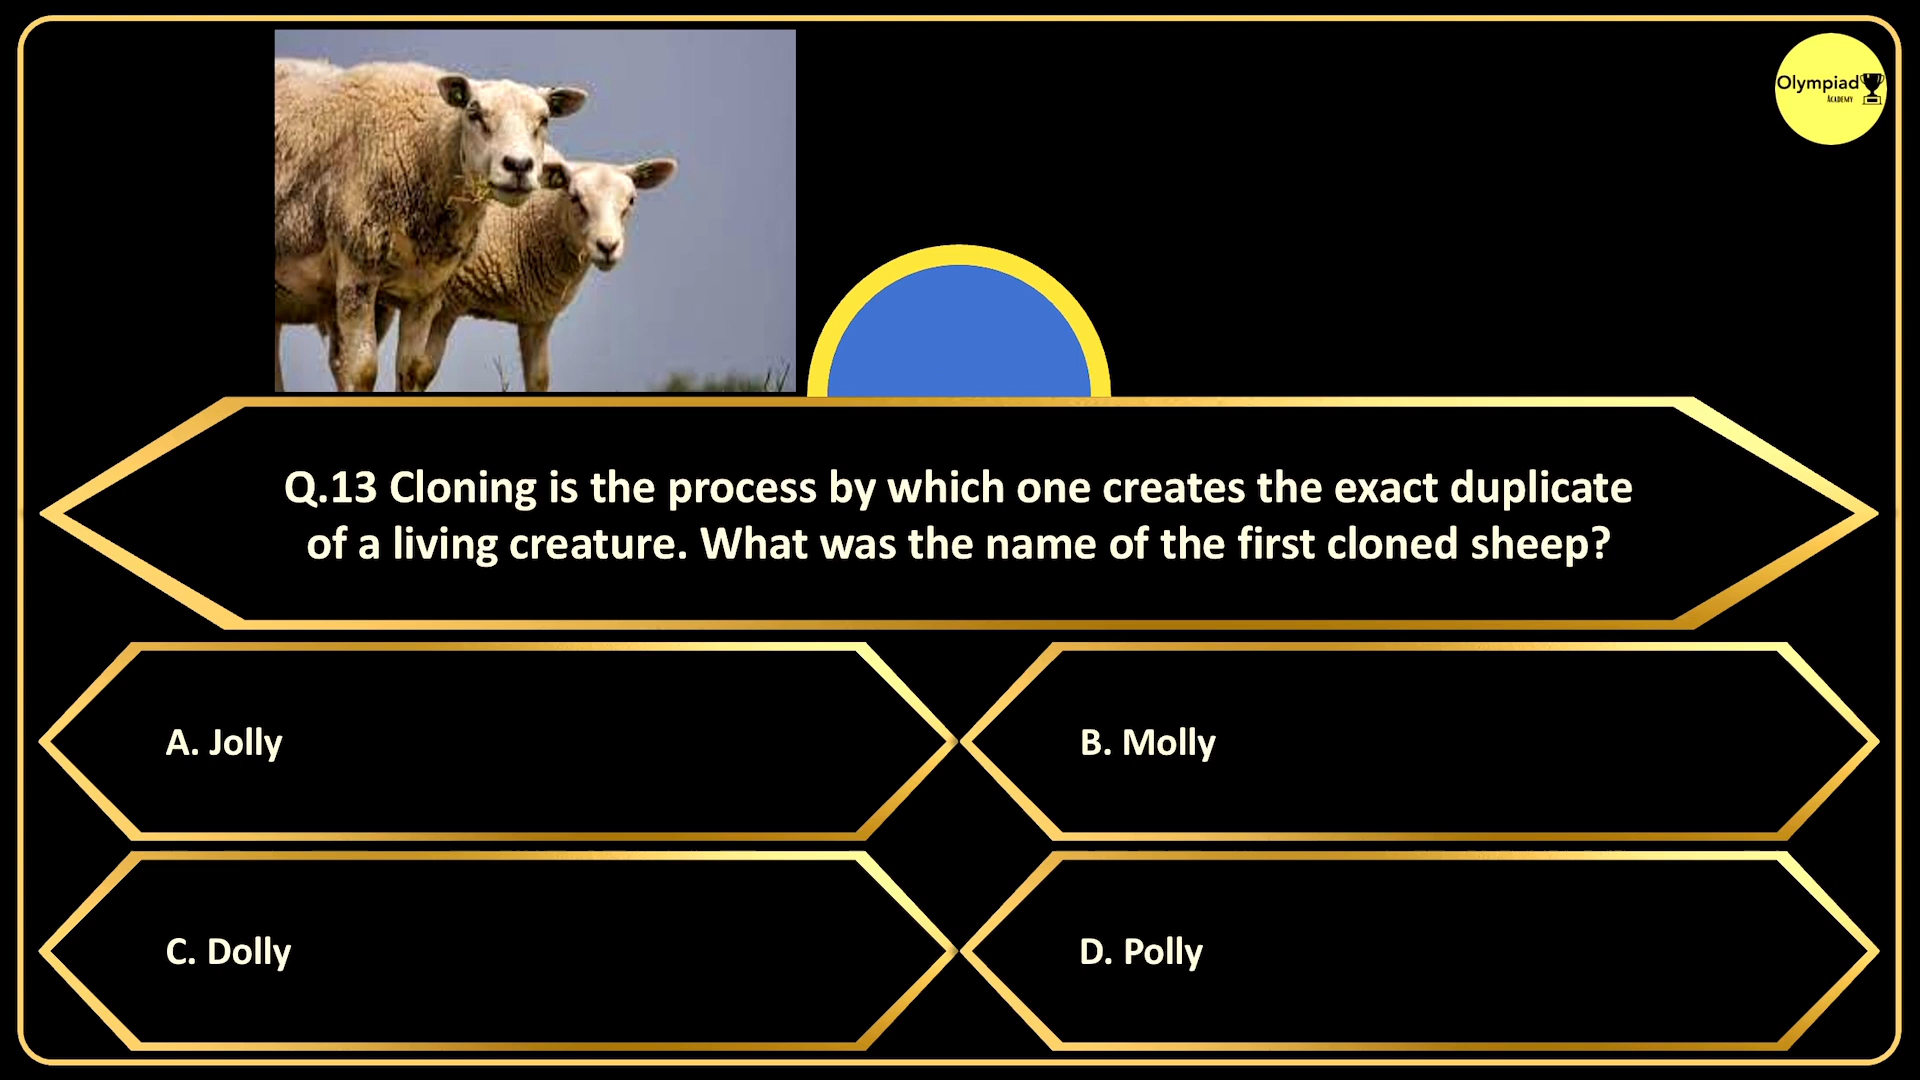 Olympiad
ACADEMY
Q.13 Cloning is the process by which one creates the exact duplicate
of a living creature. What was the name of the first cloned sheep?
A. Jolly
B. Molly
C. Dolly
D. Polly